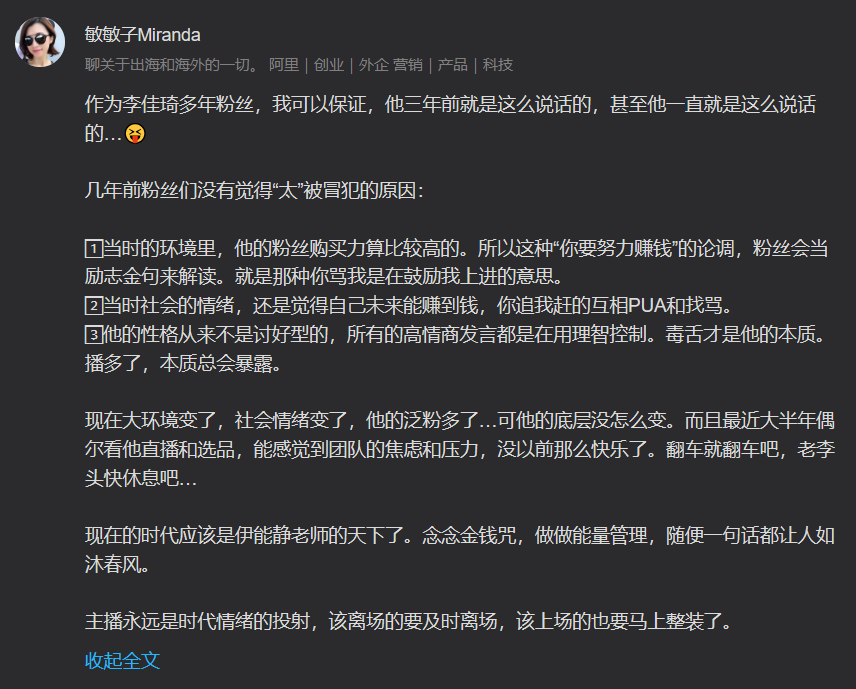 敏敏子Miranda
聊关于出海和海外的一切。 阿里｜创业｜外企 营销｜产品｜科技
作为李佳琦多年粉丝，我可以保证，他三年前就是这么说话的，甚至他一直就是这么说话
的…😝
几年前粉丝们没有觉得“太”被冒犯的原因：
1️⃣当时的环境里，他的粉丝购买力算比较高的。所以这种“你要努力赚钱”的论调，粉丝会当
励志金句来解读。就是那种你骂我是在鼓励我上进的意思。
2️⃣当时社会的情绪，还是觉得自己未来能赚到钱，你追我赶的互相PUA和找骂。
3️⃣他的性格从来不是讨好型的，所有的高情商发言都是在用理智控制。毒舌才是他的本质。
播多了，本质总会暴露。
现在大环境变了，社会情绪变了，他的泛粉多了…可他的底层没怎么变。而且最近大半年偶
尔看他直播和选品，能感觉到团队的焦虑和压力，没以前那么快乐了。翻车就翻车吧，老李
头快休息吧…
现在的时代应该是伊能静老师的天下了。念念金钱咒，做做能量管理，随便一句话都让人如
沐春风。
主播永远是时代情绪的投射，该离场的要及时离场，该上场的也要马上整装了。
收起全文